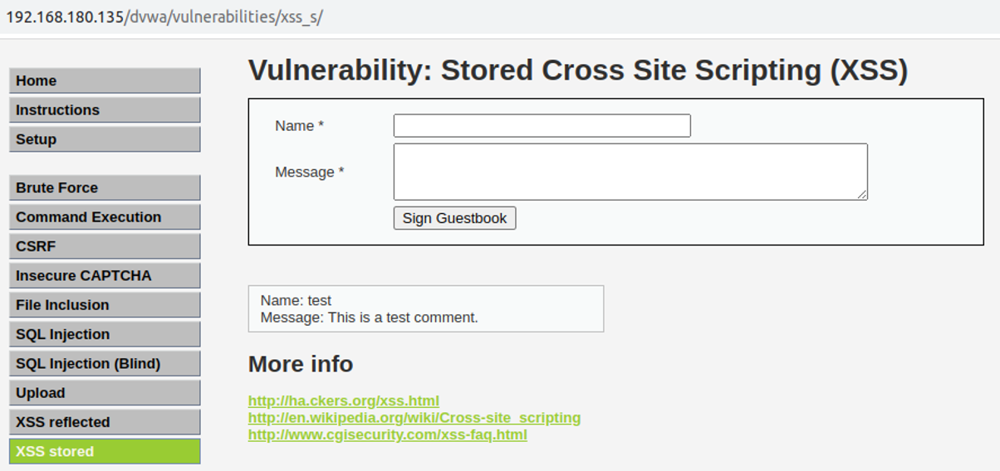 192.168.180.135/dvwa/vulnerabilities/xss_s/
Home
Instructions
Setup
Brute Force
Command Execution
CSRF
Insecure CAPTCHA
File Inclusion
SQL Injection
SQL Injection (Blind)
Upload
XSS reflected
XSS stored
Vulnerability: Stored Cross Site Scripting (XSS)
Name *
Message *
Sign Guestbook
Name: test
Message: This is a test comment.
More info
http://ha.ckers.org/xss.html
http://en.wikipedia.org/wiki/Cross-site_scripting
http://www.cgisecurity.com/xss-faq.html